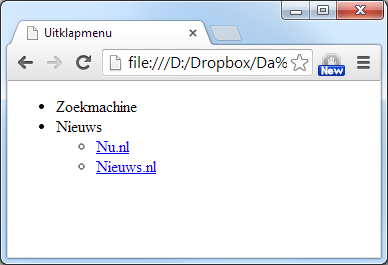 Uitklapmenu
file:///D:/Dropbox/Da%
New
Zoekmachine
Nieuws
Nu.nl
Nieuws.nl